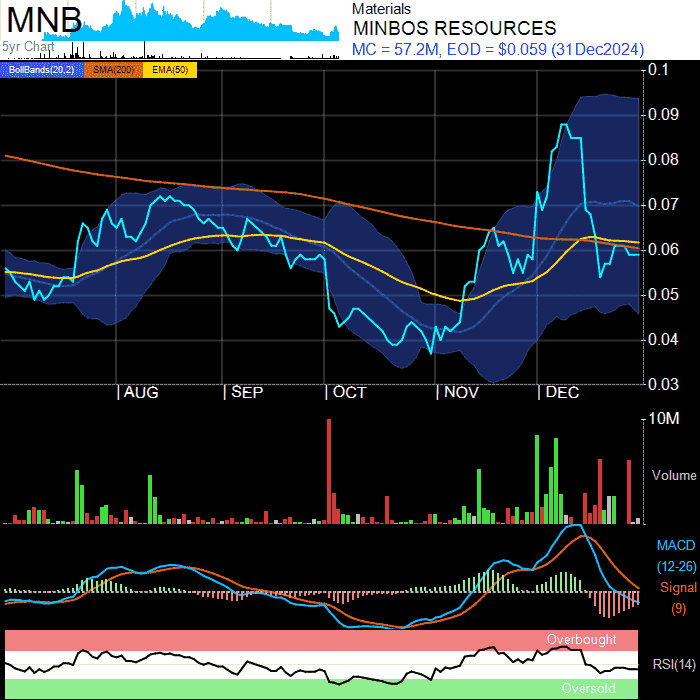 MNB
5yr Chart
Materials
MINBOS RESOURCES
MC = 57.2M, EOD = $0.059 (31Dec2024)
BollBands(20,2) SMA(200) EMA(50)
0.1
0.09
0.08
0.07
0.06
0.05
0.04
0.03
AUG SEP OCT NOV DEC
10M
Volume
MACD
(12-26)
Signal
(9)
Overbought
RSI(14)
Oversold